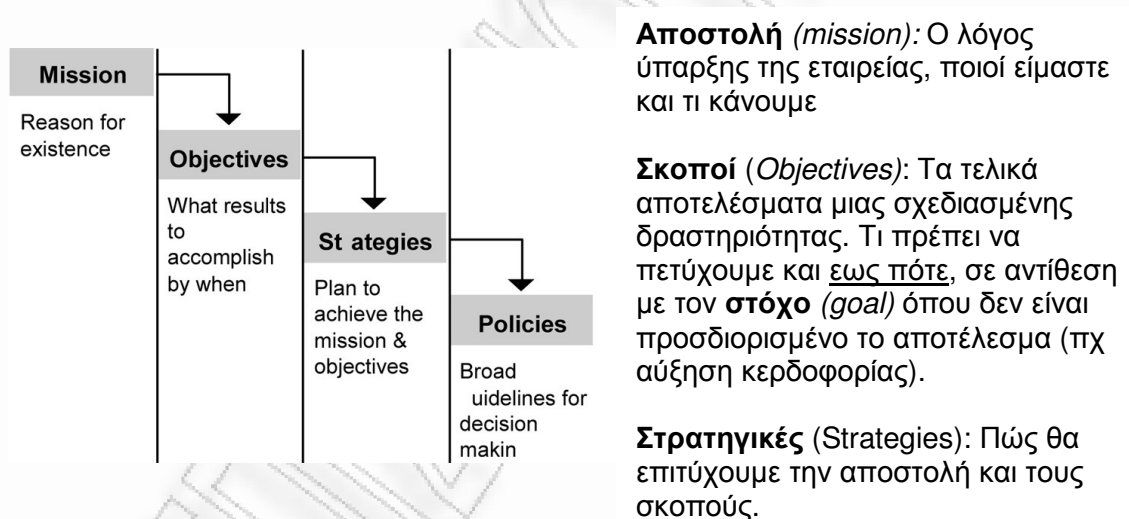 Mission
Reason for
existence
Objectives
What results
to
accomplish
by when
St ategies
Plan to
achieve the
mission &
objectives
Policies
Broad
uidelines for
decision
makin
Αποστολή (mission): Ο λόγος
ύπαρξης της εταιρείας, ποιοί είμαστε
και τι κάνουμε
Σκοποί (Objectives): Τα τελικά
αποτελέσματα μιας σχεδιασμένης
δραστηριότητας. Τι πρέπει να
πετύχουμε και εως πότε, σε αντίθεση
με τον στόχο (goal) όπου δεν είναι
προσδιορισμένο το αποτέλεσμα (πχ
αύξηση κερδοφορίας).
Στρατηγικές (Strategies): Πώς θα
επιτύχουμε την αποστολή και τους
σκοπούς.